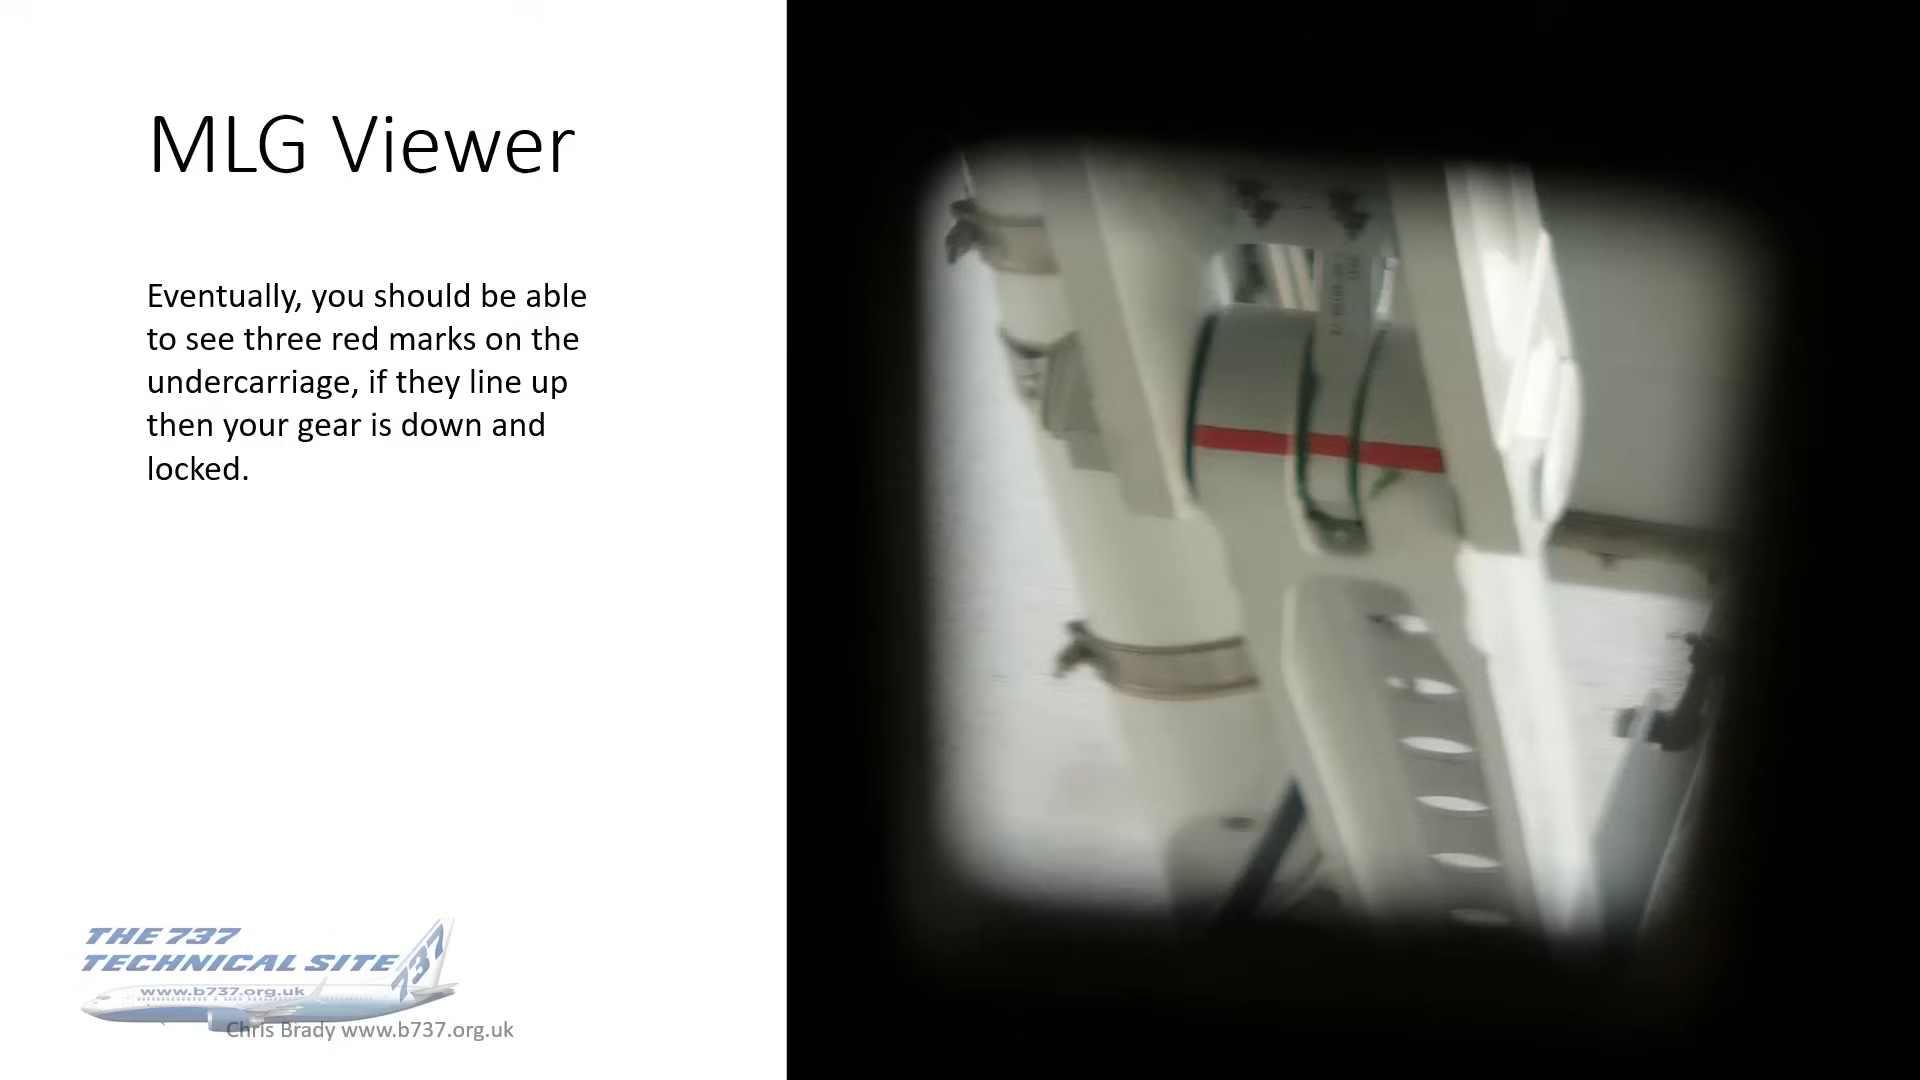 MLG Viewer
Eventually, you should be able
to see three red marks on the
undercarriage, if they line up
then your gear is down and
locked.
THE 737
TECHNICAL SITE
737
www.b737.org.uk
Chris Brady www.b737.org.uk